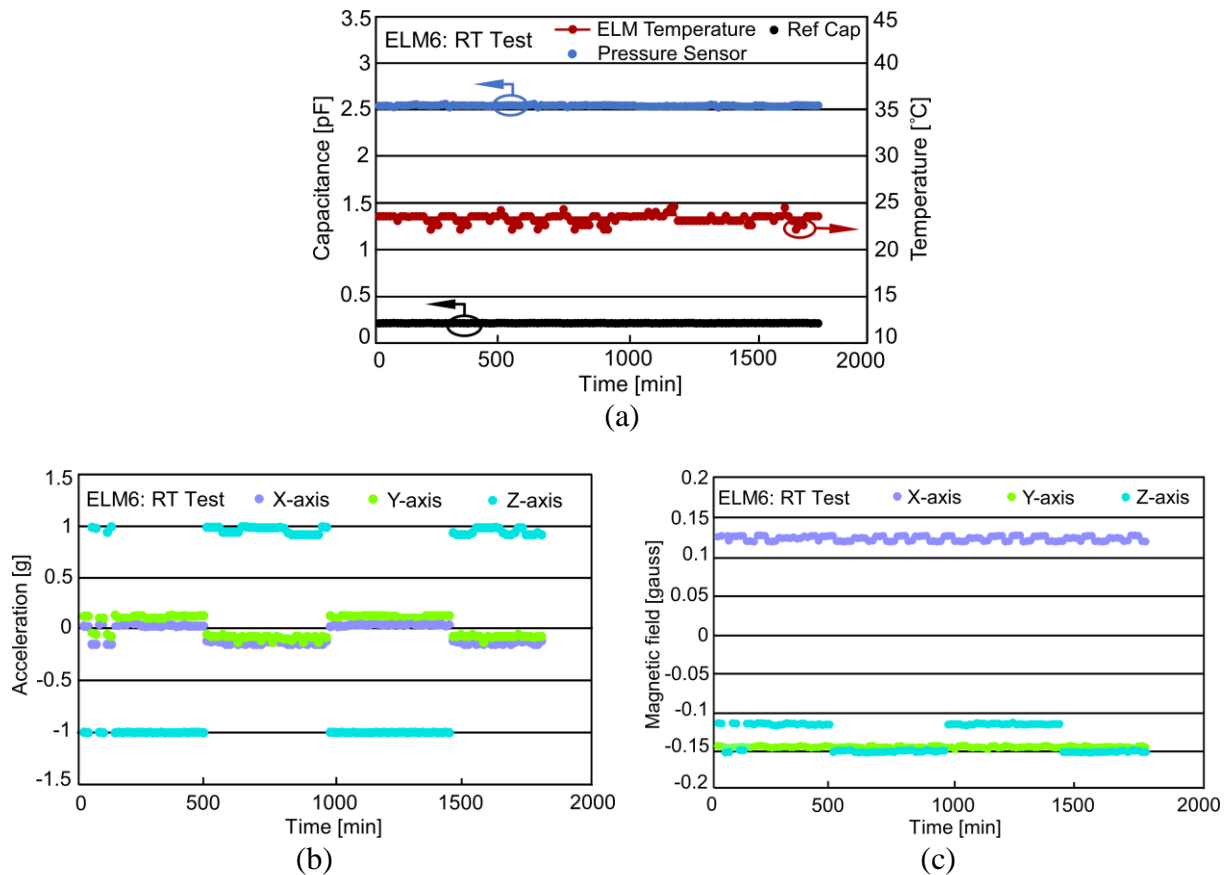 ELM6: RT Test
ELM Temperature
Ref Cap
Pressure Sensor
Capacitance [pF]
3.5
3
2.5
2
1.5
1
0.5
0
Temperature [°C]
45
40
35
30
25
20
15
10
0
500
1000
1500
2000
Time [min]
(a)
ELM6: RT Test
X-axis
Y-axis
Z-axis
Acceleration [g]
1.5
1
0.5
0
-0.5
-1
-1.5
0
500
1000
1500
2000
Time [min]
(b)
ELM6: RT Test
X-axis
Y-axis
Z-axis
Magnetic field [gauss]
0.2
0.15
0.1
0.05
0
-0.05
-0.1
-0.15
-0.2
0
500
1000
1500
2000
Time [min]
(c)